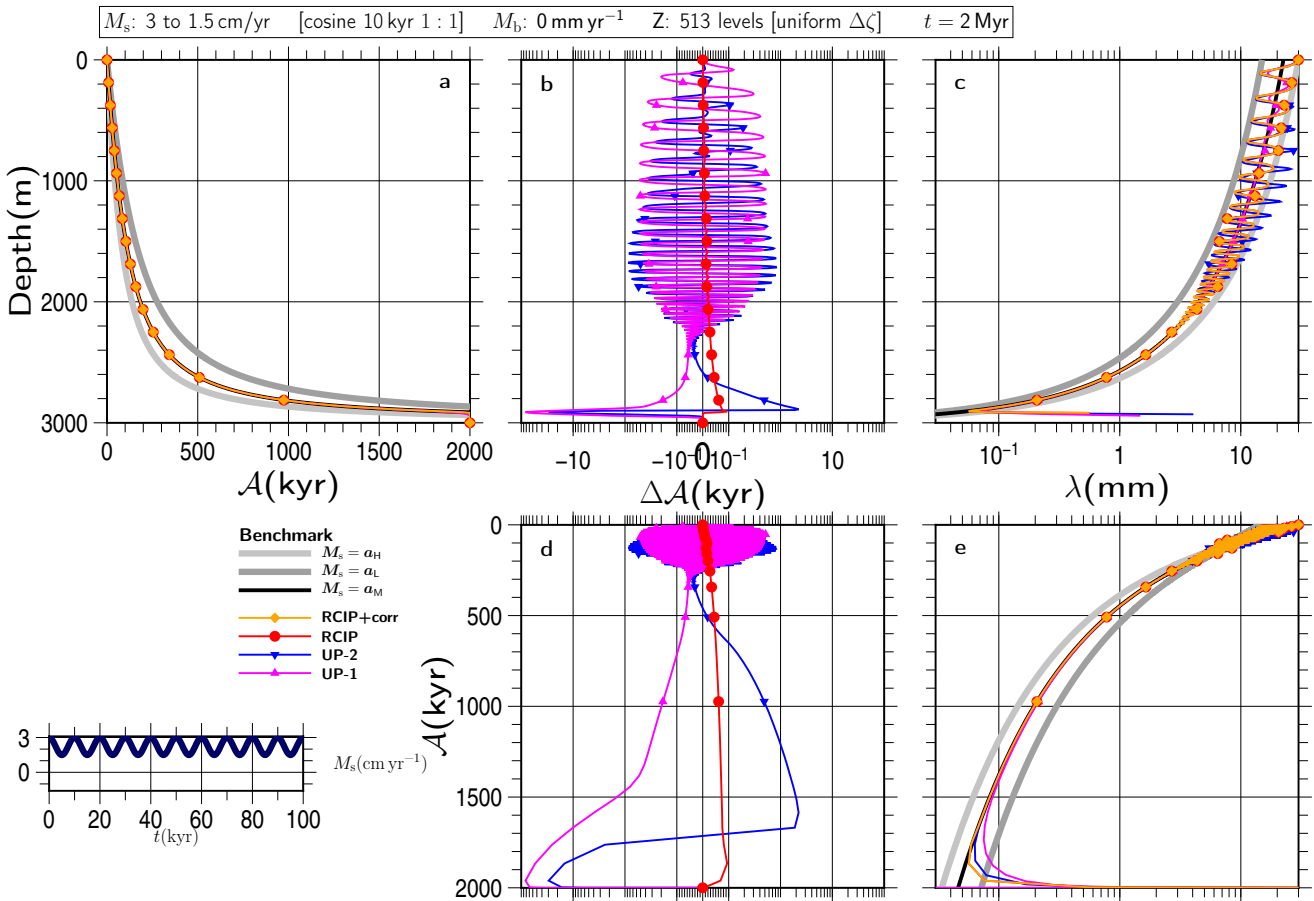 Mₛ: 3 to 1.5 cm/yr [cosine 10 kyr 1 : 1] M_b: 0 mm yr⁻¹ Z: 513 levels [uniform Δζ] t = 2 Myr
a b c
0
1000
2000
3000
Depth(m)
0 500 1000 1500 2000
𝒜(kyr)
−10 −10⁻¹ 0 10⁻¹ 10
Δ𝒜(kyr)
10⁻¹ 1 10
λ(mm)
Benchmark
Mₛ = a_H
Mₛ = a_L
Mₛ = a_M
RCIP+corr
RCIP
UP-2
UP-1
d e
0
500
1000
1500
2000
𝒜(kyr)
3
0
Mₛ(cm yr⁻¹)
0 20 40 60 80 100
t(kyr)